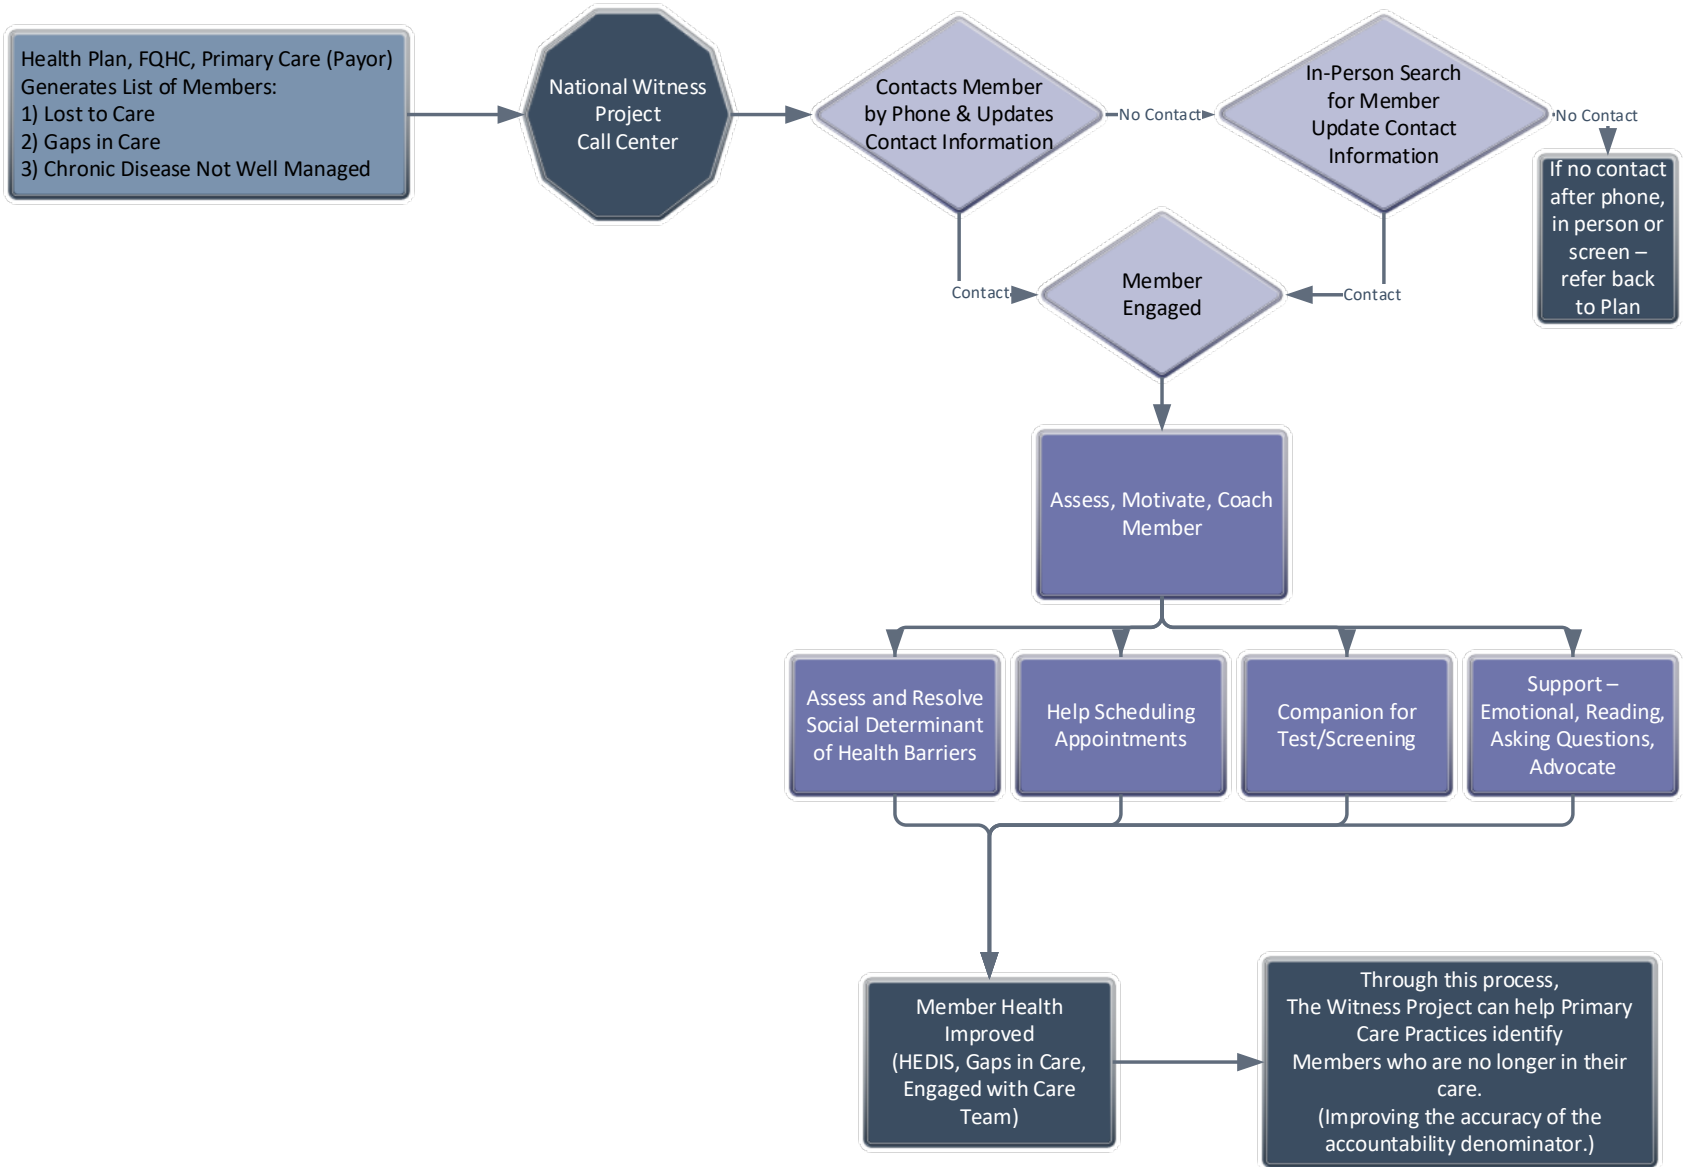 Health Plan, FQHC, Primary Care (Payor)
Generates List of Members:
1) Lost to Care
2) Gaps in Care
3) Chronic Disease Not Well Managed
National Witness
Project
Call Center
Contacts Member
by Phone & Updates
Contact Information
No Contact
In-Person Search
for Member
Update Contact
Information
No Contact
If no contact
after phone,
in person or
screen –
refer back
to Plan
Contact
Member
Engaged
Contact
Assess, Motivate, Coach
Member
Assess and Resolve
Social Determinant
of Health Barriers
Help Scheduling
Appointments
Companion for
Test/Screening
Support –
Emotional, Reading,
Asking Questions,
Advocate
Member Health
Improved
(HEDIS, Gaps in Care,
Engaged with Care
Team)
Through this process,
The Witness Project can help Primary
Care Practices identify
Members who are no longer in their
care.
(Improving the accuracy of the
accountability denominator.)